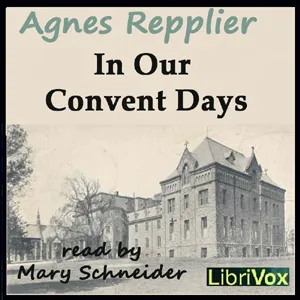 Agnes Repplier
In Our
Convent Days
read by
Mary Schneider
LibriVox